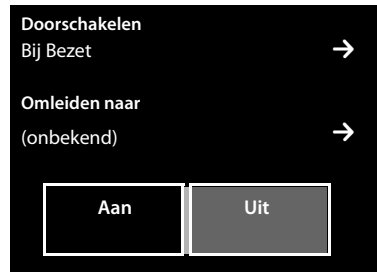 Doorschakelen
Bij Bezet
Omleiden naar
(onbekend)
Aan Uit